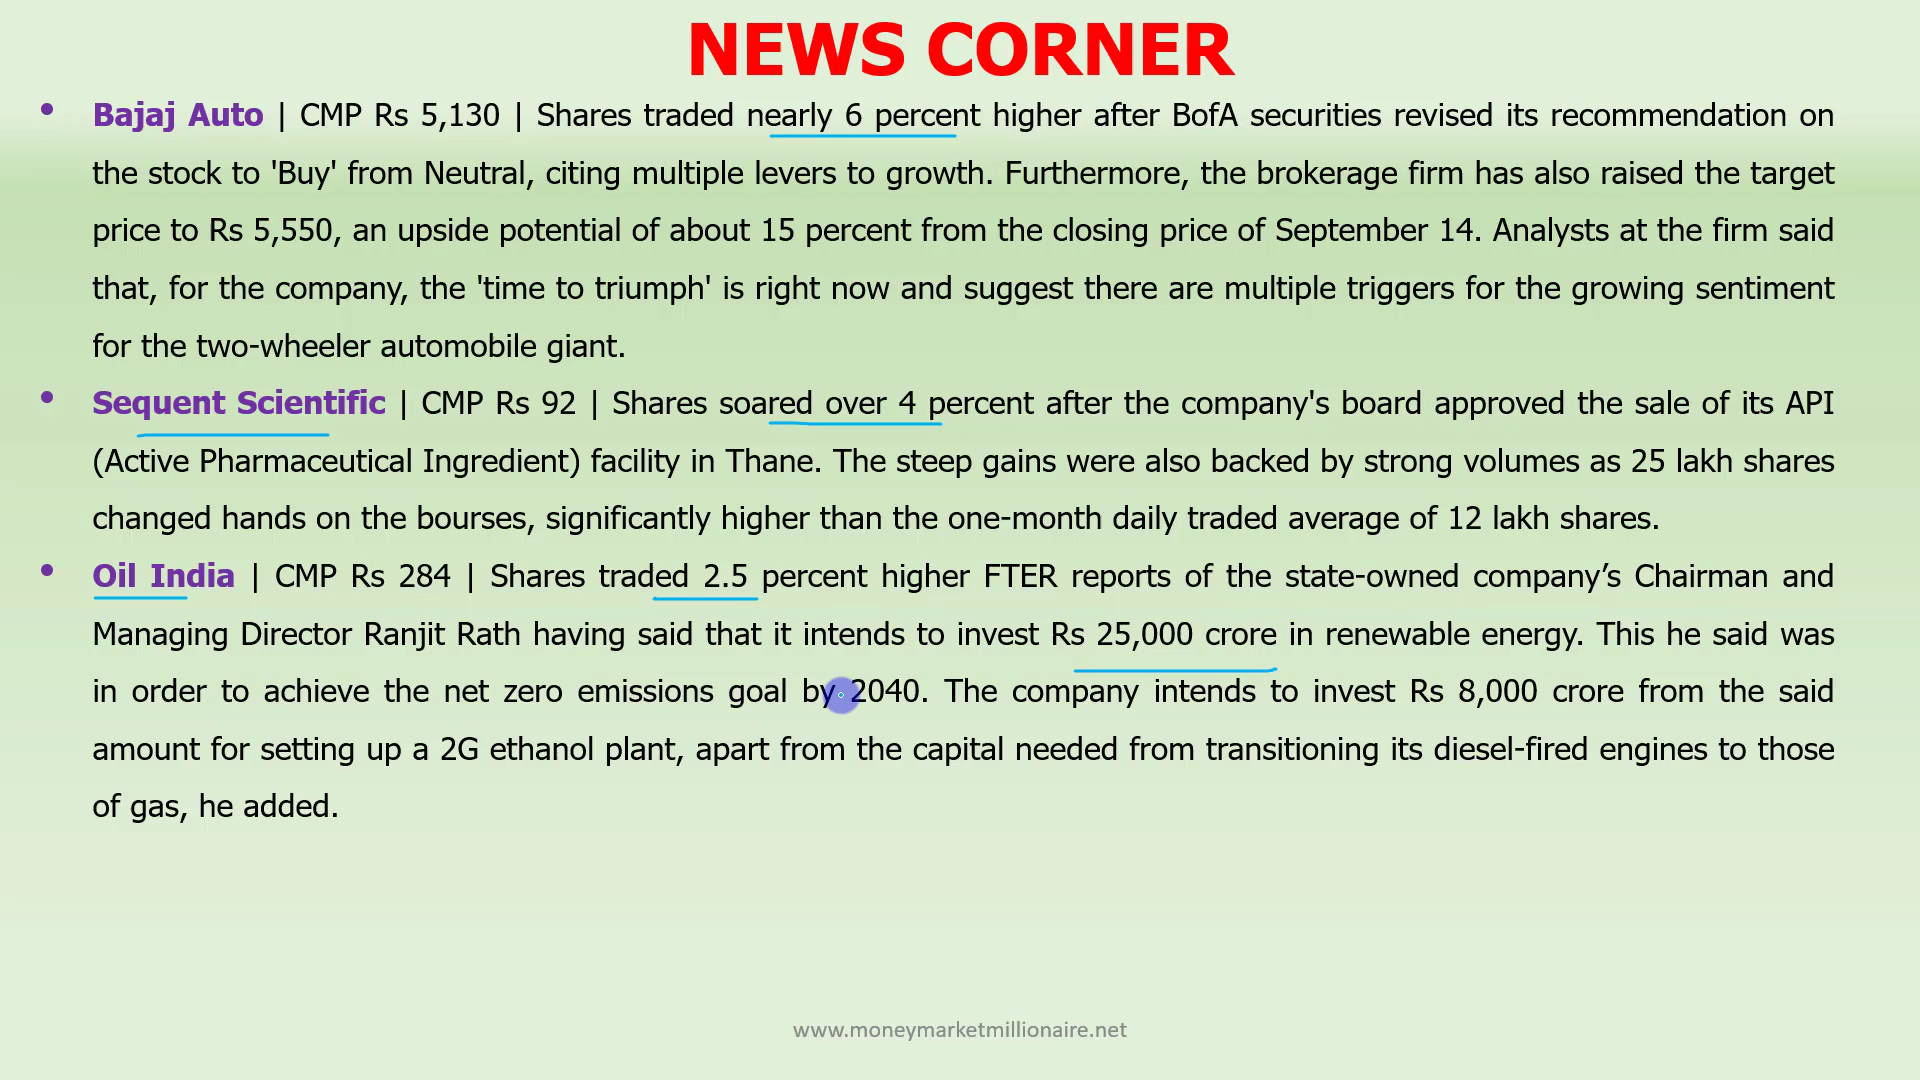 NEWS CORNER
• Bajaj Auto | CMP Rs 5,130 | Shares traded nearly 6 percent higher after BofA securities revised its recommendation on
the stock to 'Buy' from Neutral, citing multiple levers to growth. Furthermore, the brokerage firm has also raised the target
price to Rs 5,550, an upside potential of about 15 percent from the closing price of September 14. Analysts at the firm said
that, for the company, the 'time to triumph' is right now and suggest there are multiple triggers for the growing sentiment
for the two-wheeler automobile giant.
• Sequent Scientific | CMP Rs 92 | Shares soared over 4 percent after the company's board approved the sale of its API
(Active Pharmaceutical Ingredient) facility in Thane. The steep gains were also backed by strong volumes as 25 lakh shares
changed hands on the bourses, significantly higher than the one-month daily traded average of 12 lakh shares.
• Oil India | CMP Rs 284 | Shares traded 2.5 percent higher FTER reports of the state-owned company’s Chairman and
Managing Director Ranjit Rath having said that it intends to invest Rs 25,000 crore in renewable energy. This he said was
in order to achieve the net zero emissions goal by 2040. The company intends to invest Rs 8,000 crore from the said
amount for setting up a 2G ethanol plant, apart from the capital needed from transitioning its diesel-fired engines to those
of gas, he added.
www.moneymarketmillionaire.net